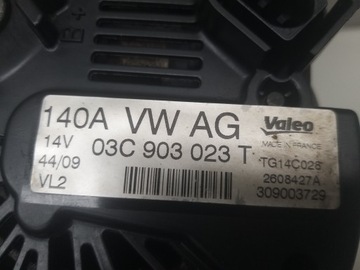 B+
140A VW AG
Valeo
MADE IN FRANCE
14V
03C 903 023 T
TG14C028
44/09
2608427A
VL2
309003729